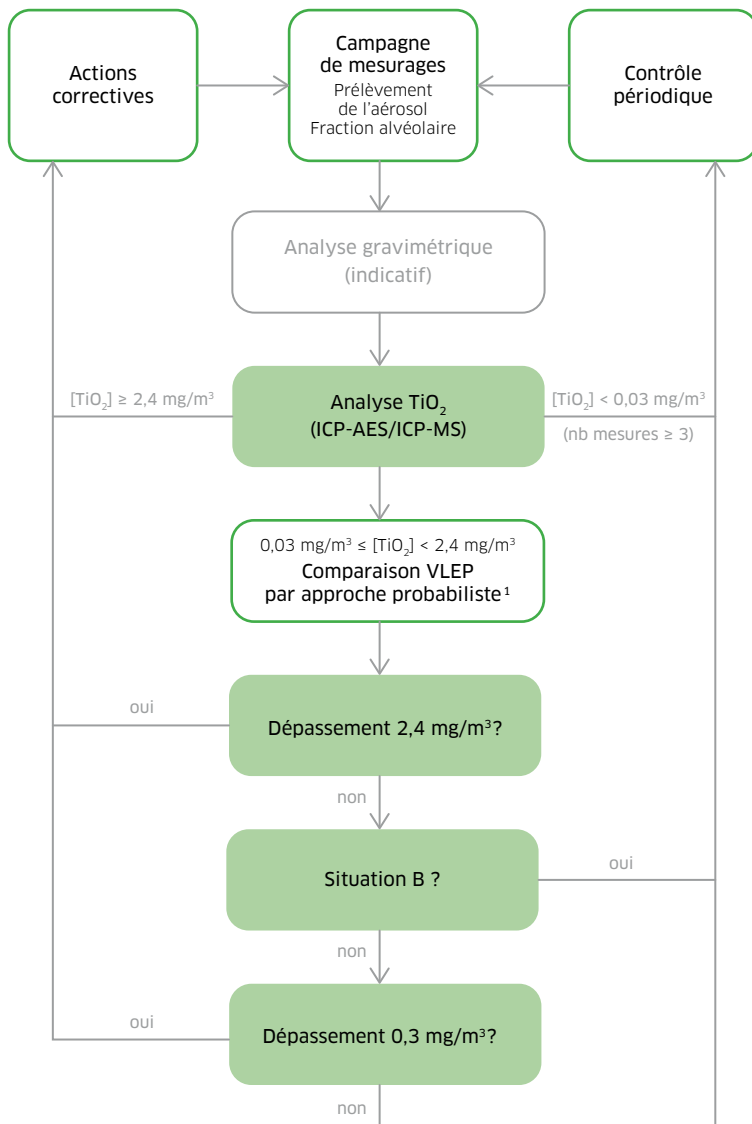 Actions
correctives
Campagne
de mesurages
Prélèvement
de l'aérosol
Fraction alvéolaire
Contrôle
périodique
Analyse gravimétrique
(indicatif)
[TiO₂] ≥ 2,4 mg/m³
Analyse TiO₂
(ICP-AES/ICP-MS)
[TiO₂] < 0,03 mg/m³
(nb mesures ≥ 3)
0,03 mg/m³ ≤ [TiO₂] < 2,4 mg/m³
Comparaison VLEP
par approche probabiliste¹
oui
Dépassement 2,4 mg/m³?
non
Situation B ?
oui
non
oui
Dépassement 0,3 mg/m³?
non